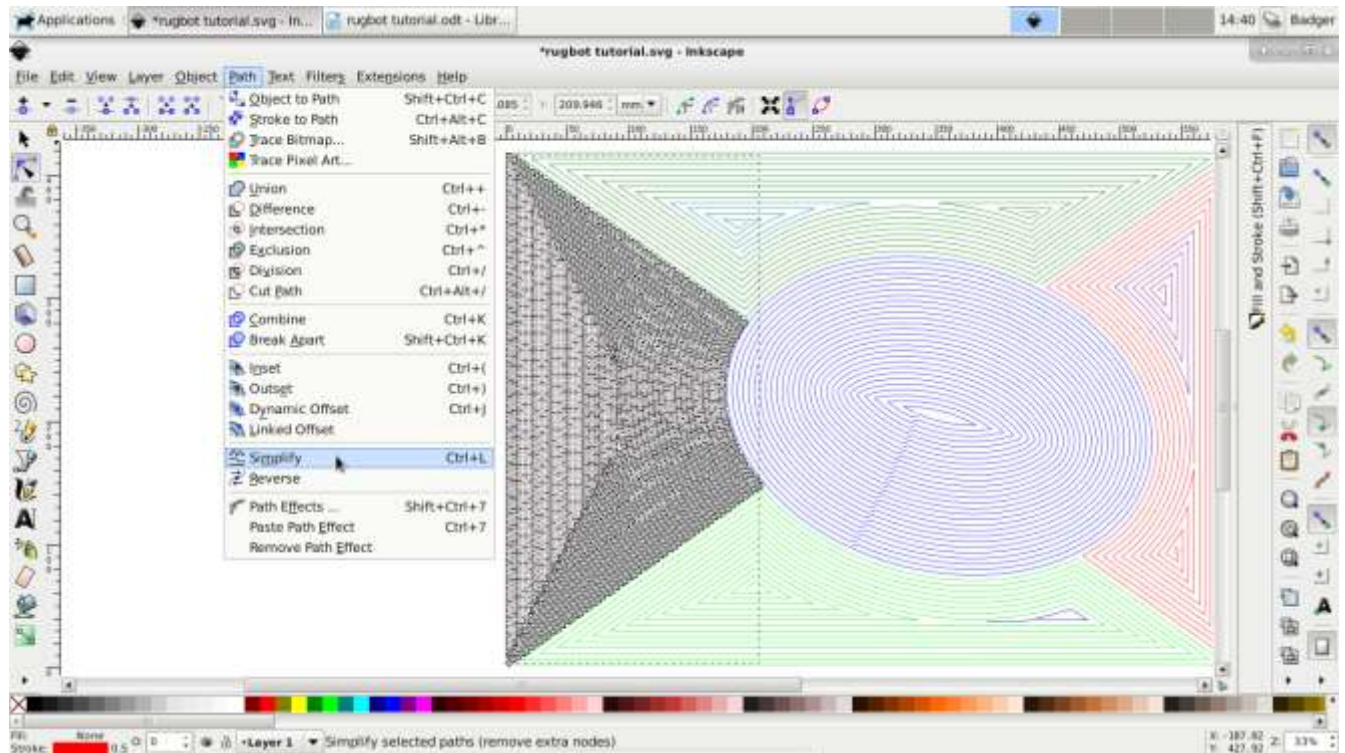 Applications *rugbot tutorial.svg - In... rugbot tutorial.odt - Libr... 14:40 Badger
*rugbot tutorial.svg - Inkscape
File Edit View Layer Object Path Text Filters Extensions Help
Object to Path Shift+Ctrl+C
209.946 mm
Stroke to Path Ctrl+Alt+C
Trace Bitmap... Shift+Alt+B
Trace Pixel Art...
Union Ctrl++
Difference Ctrl+-
Intersection Ctrl+*
Exclusion Ctrl+^
Division Ctrl+/
Cut Path Ctrl+Alt+/
Combine Ctrl+K
Break Apart Shift+Ctrl+K
Inset Ctrl+(
Outset Ctrl+)
Dynamic Offset Ctrl+J
Linked Offset
Simplify Ctrl+L
Reverse
Path Effects ... Shift+Ctrl+7
Paste Path Effect Ctrl+7
Remove Path Effect
Fill and Stroke (Shift+Ctrl+F)
Fill: None
Stroke: 0.5 O: 0 •Layer 1 Simplify selected paths (remove extra nodes) X: -187.82 Y: 427.92 Z: 33%